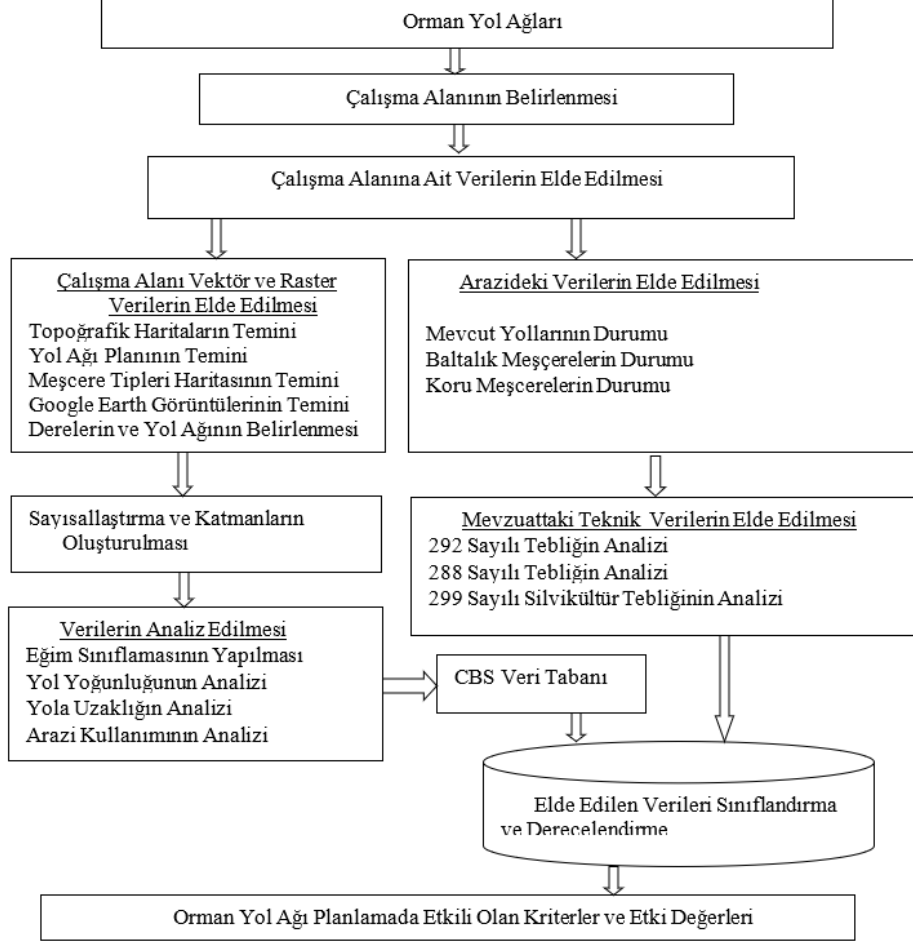 Orman Yol Ağları
Çalışma Alanının Belirlenmesi
Çalışma Alanına Ait Verilerin Elde Edilmesi
Çalışma Alanı Vektör ve Raster
Verilerin Elde Edilmesi
Topoğrafik Haritaların Temini
Yol Ağı Planının Temini
Meşcere Tipleri Haritasının Temini
Google Earth Görüntülerinin Temini
Derelerin ve Yol Ağının Belirlenmesi
Arazideki Verilerin Elde Edilmesi
Mevcut Yollarının Durumu
Baltalık Meşçerelerin Durumu
Koru Meşcerelerin Durumu
Sayısallaştırma ve Katmanların
Oluşturulması
Mevzuattaki Teknik Verilerin Elde Edilmesi
292 Sayılı Tebliğin Analizi
288 Sayılı Tebliğin Analizi
299 Sayılı Silvikültür Tebliğinin Analizi
Verilerin Analiz Edilmesi
Eğim Sınıflamasının Yapılması
Yol Yoğunluğunun Analizi
Yola Uzaklığın Analizi
Arazi Kullanımının Analizi
CBS Veri Tabanı
Elde Edilen Verileri Sınıflandırma
ve Derecelendirme
Orman Yol Ağı Planlamada Etkili Olan Kriterler ve Etki Değerleri